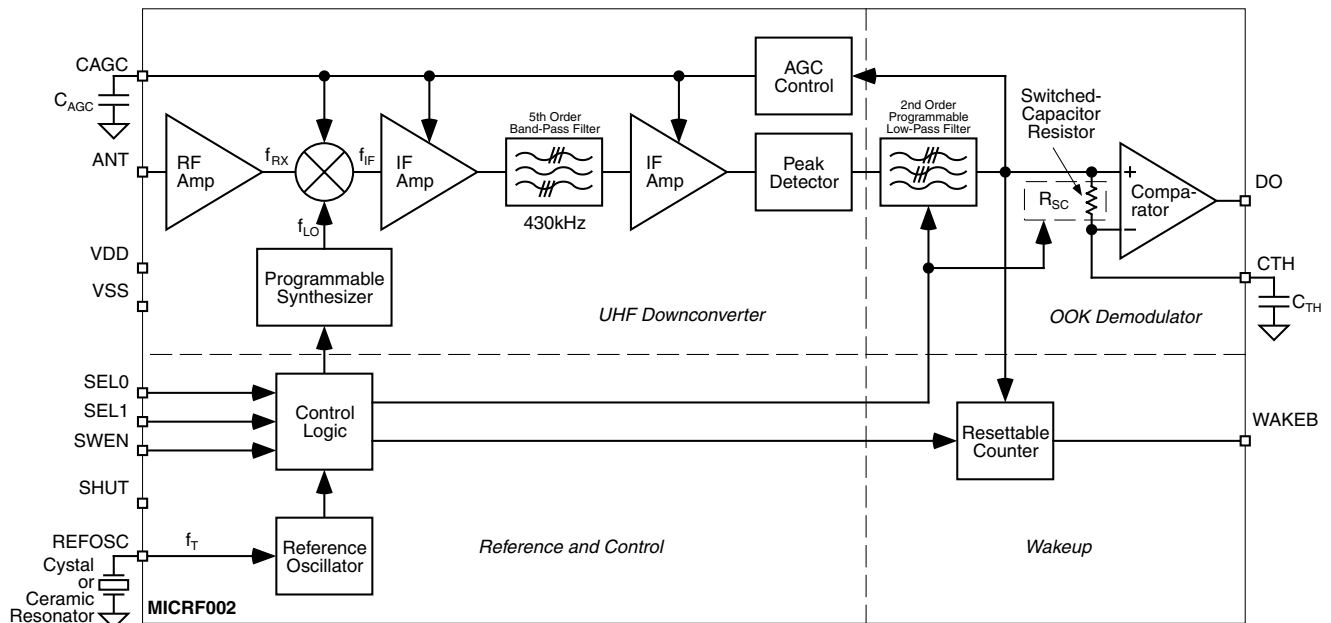 CAGC
C_AGC
ANT
RF
Amp
f_RX
f_IF
f_LO
IF
Amp
5th Order
Band-Pass Filter
430kHz
IF
Amp
AGC
Control
Peak
Detector
2nd Order
Programmable
Low-Pass Filter
Switched-
Capacitor
Resistor
R_SC
+
−
Compa-
rator
DO
CTH
C_TH
VDD
VSS
Programmable
Synthesizer
UHF Downconverter
OOK Demodulator
SEL0
SEL1
SWEN
Control
Logic
Resettable
Counter
WAKEB
SHUT
REFOSC
f_T
Reference
Oscillator
Reference and Control
Wakeup
Cystal
or
Ceramic
Resonator
MICRF002